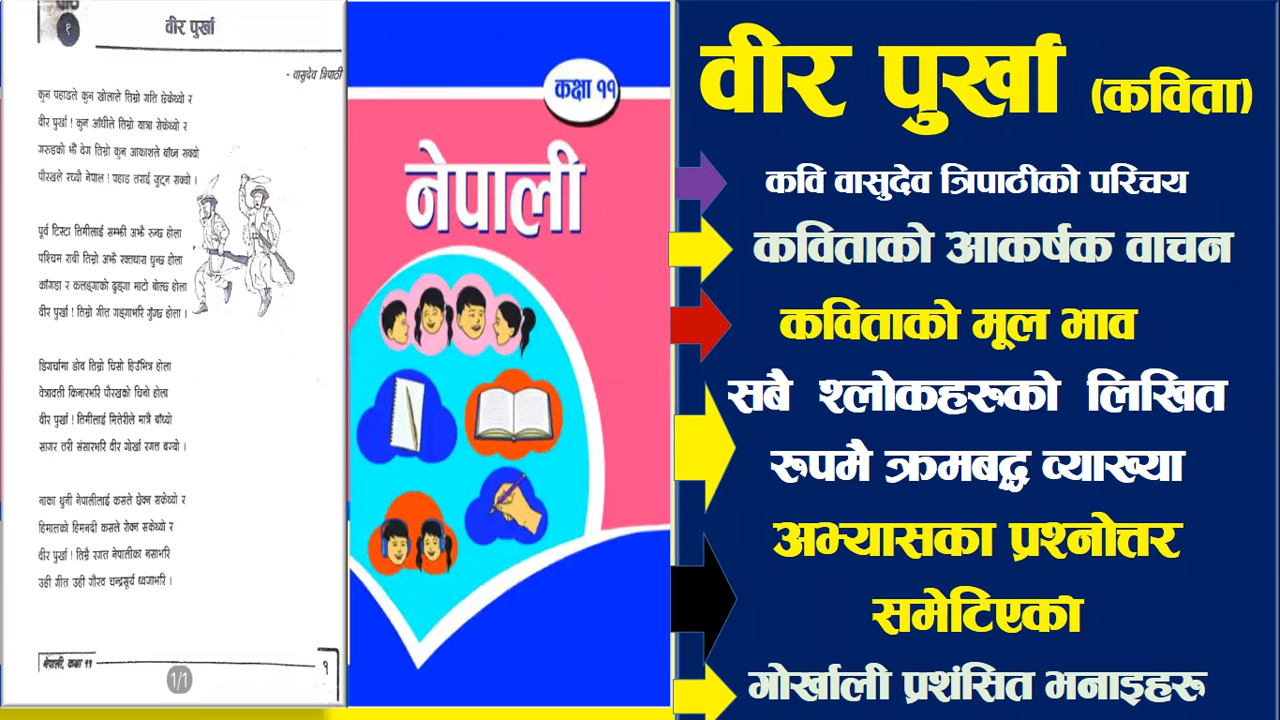 पाठ
१
वीर पुर्खा
- वासुदेव त्रिपाठी
कुन पहाडले कुन खोलाले तिम्रो गति छेकेथ्यो र
वीर पुर्खा ! कुन आँधीले तिम्रो यात्रा रोकेथ्यो र
गरुडको झैं वेग तिम्रो कुन आकाशले बाँध्न सक्यो
पौरखले रच्यौ नेपाल ! पहाड तराई जुट्न सक्यो ।
पूर्व टिस्टा तिमीलाई सम्झी अझै रुन्छ होला
पश्चिम रावी तिम्रो अझै रक्तधारा धुन्छ होला
काँगडा र कलङ्गाको ढुङ्गा माटो बोल्छ होला
वीर पुर्खा ! तिम्रो गीत गङ्गाभरि गुँज्छ होला ।
डिगर्चामा डोब तिम्रो चिसो हिउँभित्र होला
वेत्रावती किनारभरि पौरखको चिनो होला
वीर पुर्खा ! तिमीलाई मितेरीले मात्रै बाँध्यो
सागर तरी संसारभरि वीर गोर्खा रगत बग्यो ।
नाका थुनी नेपालीलाई कसले छेक्न सकेथ्यो र
हिमालको हिमनदी कसले रोक्न सकेथ्यो र
वीर पुर्खा ! तिम्रै रगत नेपालीका नसाभरि
उही गीत उही गौरव चन्द्रसूर्य ध्वजाभरि ।
नेपाली, कक्षा ११
१
1/1
कक्षा ११
नेपाली
वीर पुर्खा (कविता)
कवि वासुदेव त्रिपाठीको परिचय
कविताको आकर्षक वाचन
कविताको मूल भाव
सबै श्लोकहरुको लिखित
रुपमै क्रमबद्ध व्याख्या
अभ्यासका प्रश्नोत्तर
समेटिएको
गोर्खाली प्रशंसित भनाइहरु